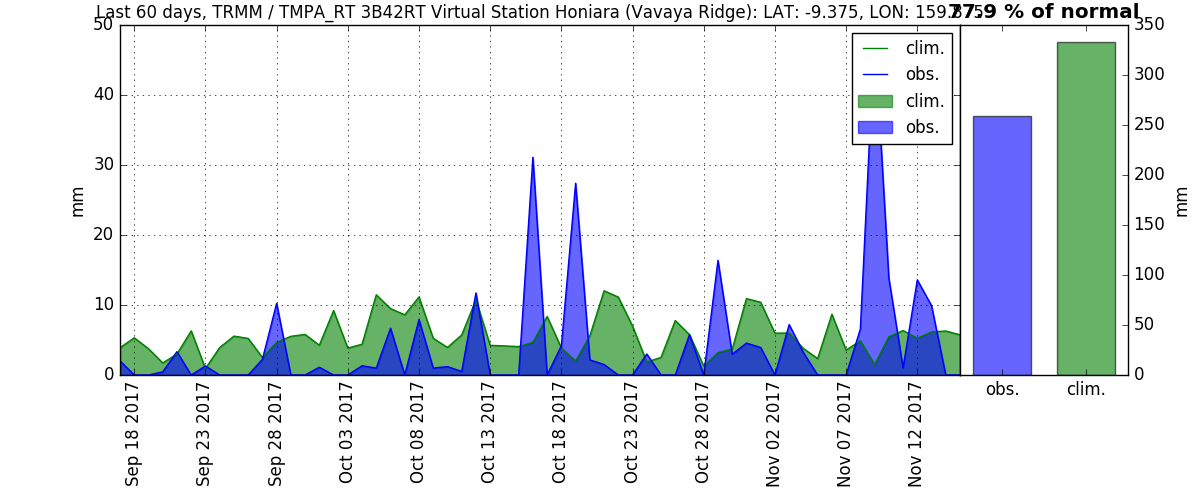 Last 60 days, TRMM / TMPA_RT 3B42RT Virtual Station Honiara (Vavaya Ridge): LAT: -9.375, LON:
77.9 % of normal
50
40
30
20
10
0
mm
clim.
obs.
clim.
obs.
350
300
250
200
150
100
50
0
mm
obs.
clim.
Sep 18 2017
Sep 23 2017
Sep 28 2017
Oct 03 2017
Oct 08 2017
Oct 13 2017
Oct 18 2017
Oct 23 2017
Oct 28 2017
Nov 02 2017
Nov 07 2017
Nov 12 2017